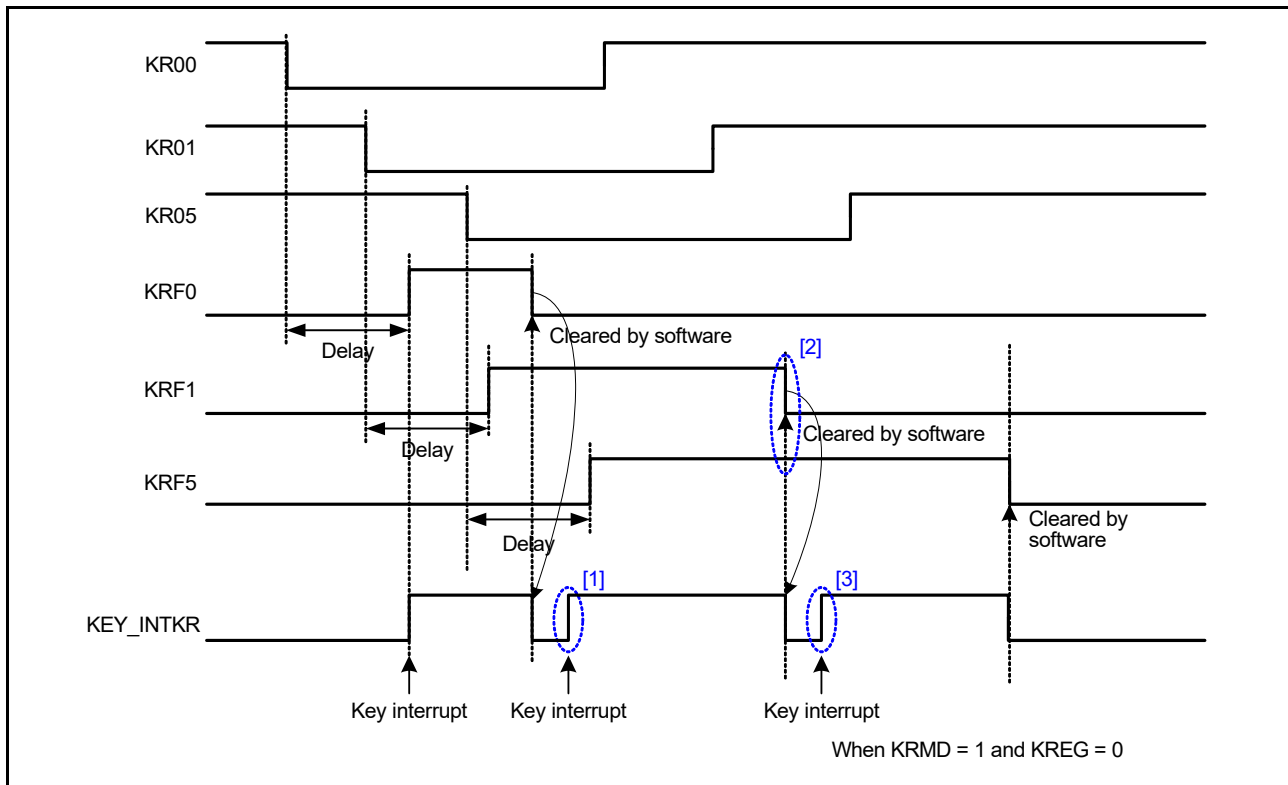 KR00
KR01
KR05
KRF0
Cleared by software
Delay
[2]
KRF1
Cleared by software
Delay
KRF5
Cleared by
software
Delay
[1]
[3]
KEY_INTKR
Key interrupt
Key interrupt
Key interrupt
When KRMD = 1 and KREG = 0